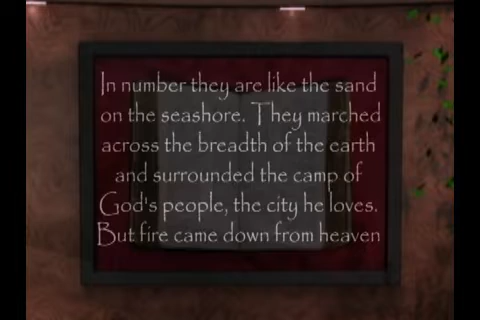 In number they are like the sand
on the seashore. They marched
across the breadth of the earth
and surrounded the camp of
God's people, the city he loves.
But fire came down from heaven